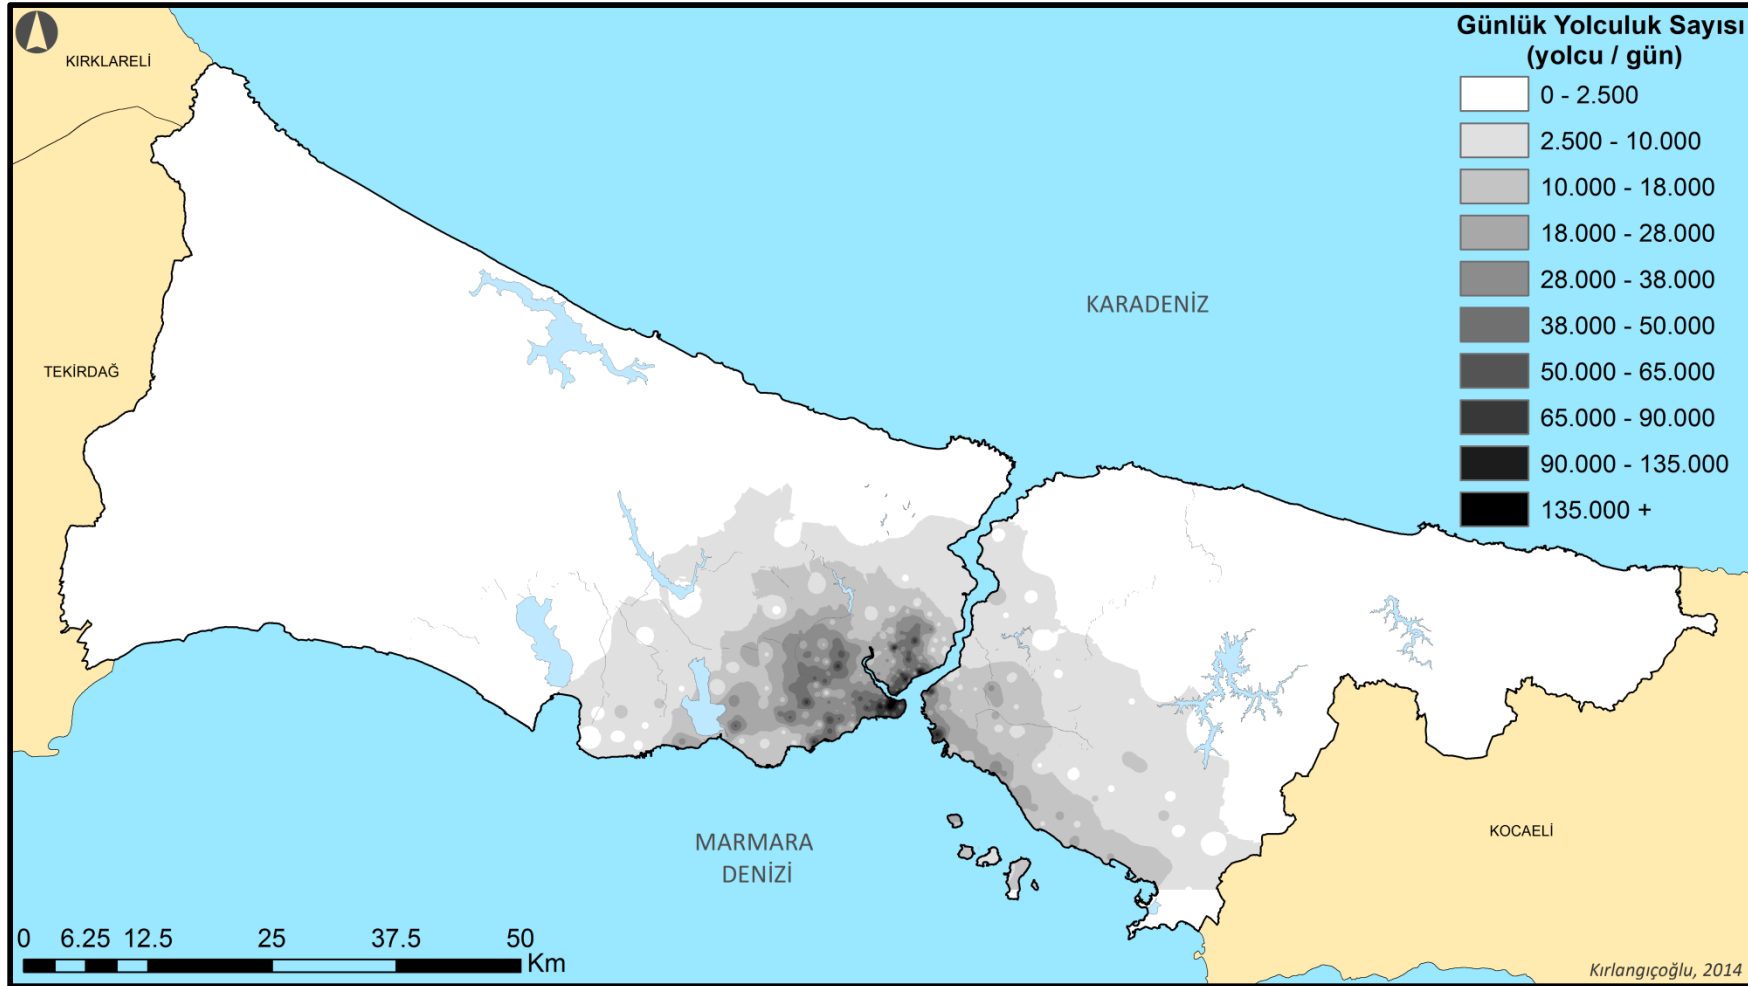 Günlük Yolculuk Sayısı
(yolcu / gün)
0 - 2.500
2.500 - 10.000
10.000 - 18.000
18.000 - 28.000
28.000 - 38.000
38.000 - 50.000
50.000 - 65.000
65.000 - 90.000
90.000 - 135.000
135.000 +
KIRKLARELİ
KARADENİZ
TEKİRDAĞ
MARMARA
DENİZİ
KOCAELİ
0 6.25 12.5 25 37.5 50
Km
Kırlangıçoğlu, 2014